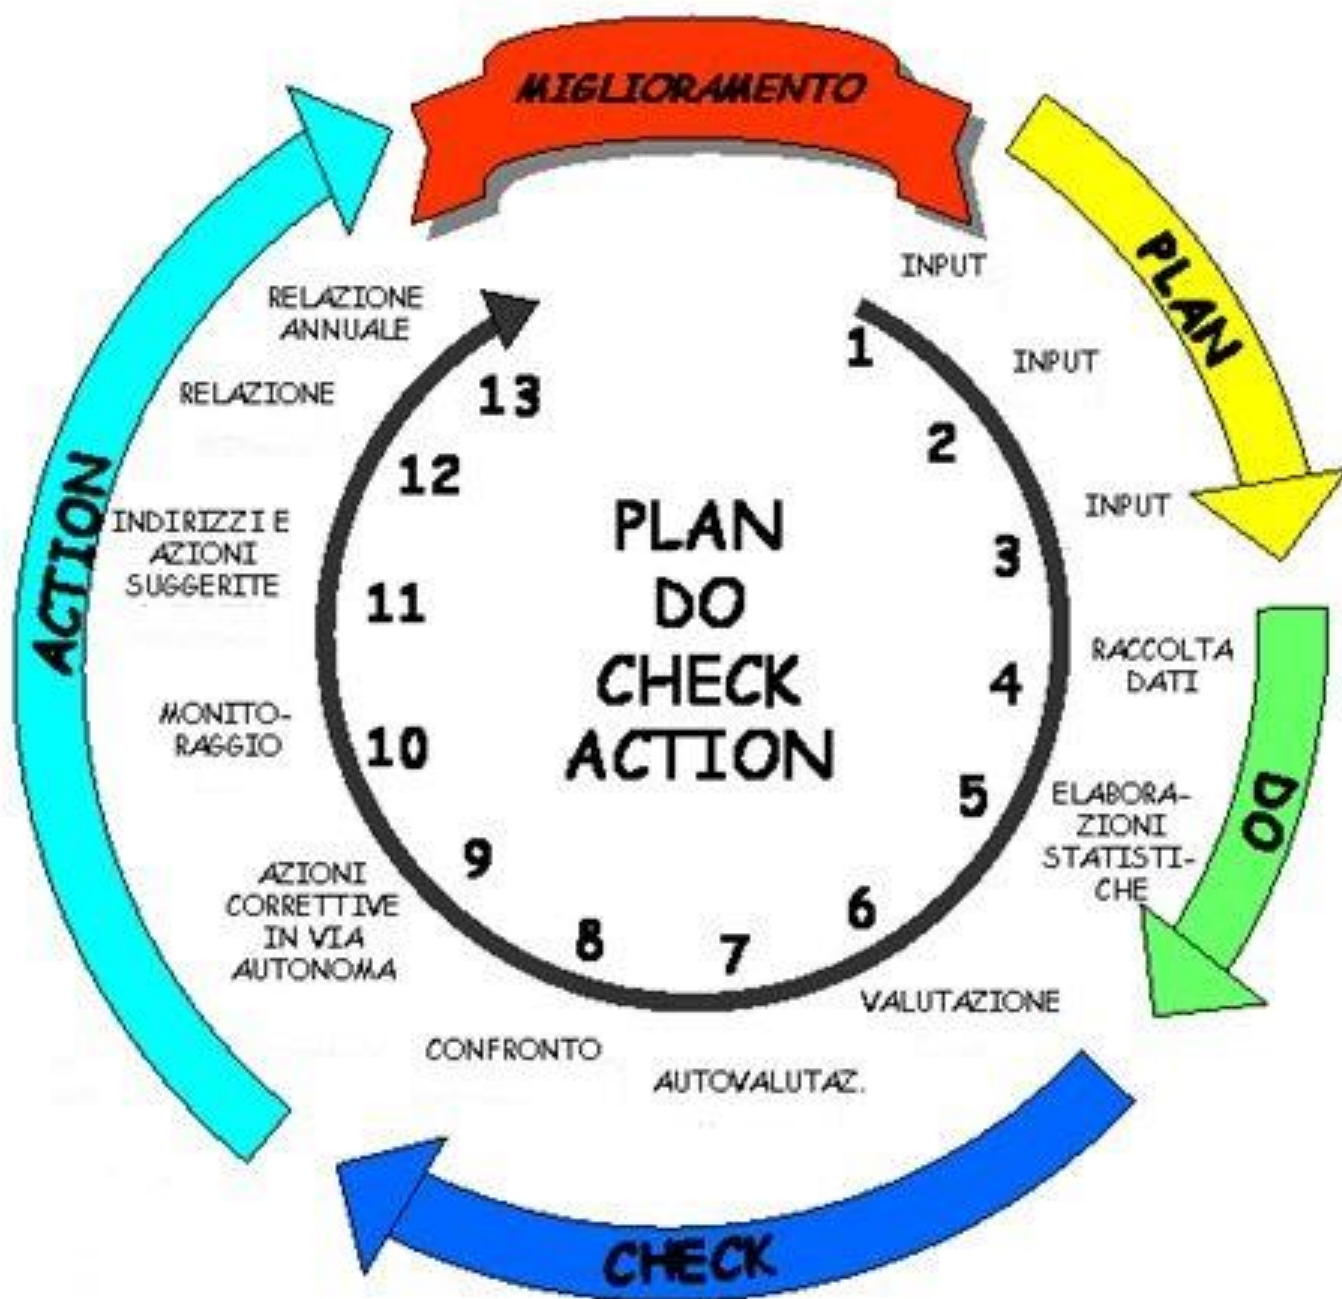 MIGLIORAMENTO
PLAN
DO
CHECK
ACTION
INPUT
1
INPUT
2
INPUT
3
RACCOLTA
DATI
4
ELABORA-
ZIONI
STATISTI-
CHE
5
VALUTAZIONE
6
AUTOVALUTAZ.
7
CONFRONTO
8
AZIONI
CORRETTIVE
IN VIA
AUTONOMA
9
MONITO-
RAGGIO
10
INDIRIZZI E
AZIONI
SUGGERITE
11
RELAZIONE
12
RELAZIONE
ANNUALE
13
PLAN
DO
CHECK
ACTION